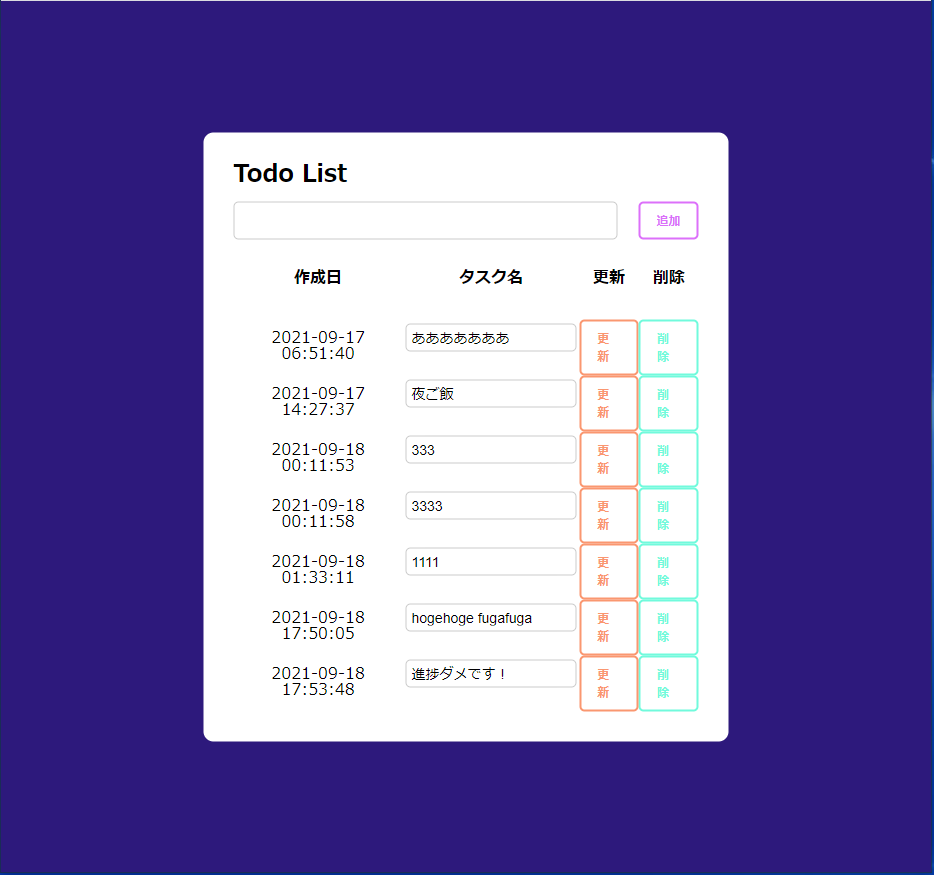 Todo List
追加
作成日 タスク名 更新 削除
2021-09-17
06:51:40
あああああああ
更
新
削
除
2021-09-17
14:27:37
夜ご飯
更
新
削
除
2021-09-18
00:11:53
333
更
新
削
除
2021-09-18
00:11:58
3333
更
新
削
除
2021-09-18
01:33:11
1111
更
新
削
除
2021-09-18
17:50:05
hogehoge fugafuga
更
新
削
除
2021-09-18
17:53:48
進捗ダメです！
更
新
削
除